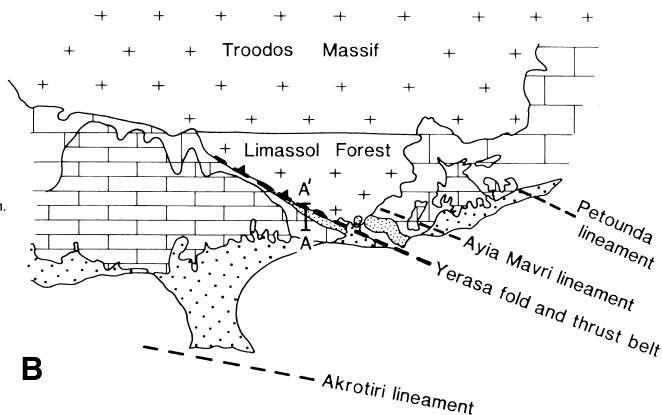 Troodos Massif
Limassol Forest
n.
A'
A
Petounda
lineament
Ayia Mavri lineament
Yerasa fold and thrust belt
B
Akrotiri lineament